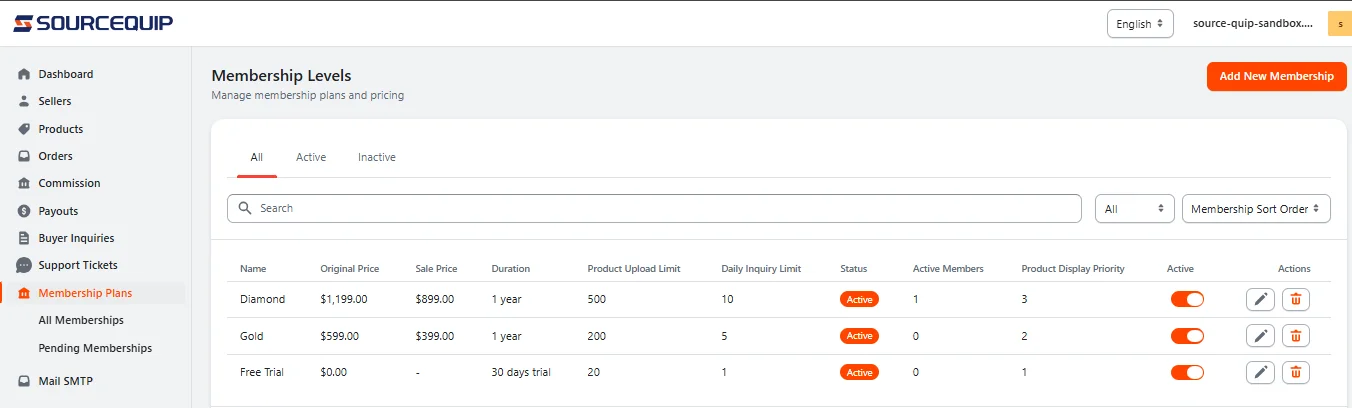 SOURCEQUIP
English
source-quip-sandbox....
s
Dashboard
Sellers
Products
Orders
Commission
Payouts
Buyer Inquiries
Support Tickets
Membership Plans
All Memberships
Pending Memberships
Mail SMTP
Membership Levels
Manage membership plans and pricing
Add New Membership
All Active Inactive
Search
All
Membership Sort Order
Name Original Price Sale Price Duration Product Upload Limit Daily Inquiry Limit Status Active Members Product Display Priority Active Actions
Diamond $1,199.00 $899.00 1 year 500 10 Active 1 3
Gold $599.00 $399.00 1 year 200 5 Active 0 2
Free Trial $0.00 - 30 days trial 20 1 Active 0 1